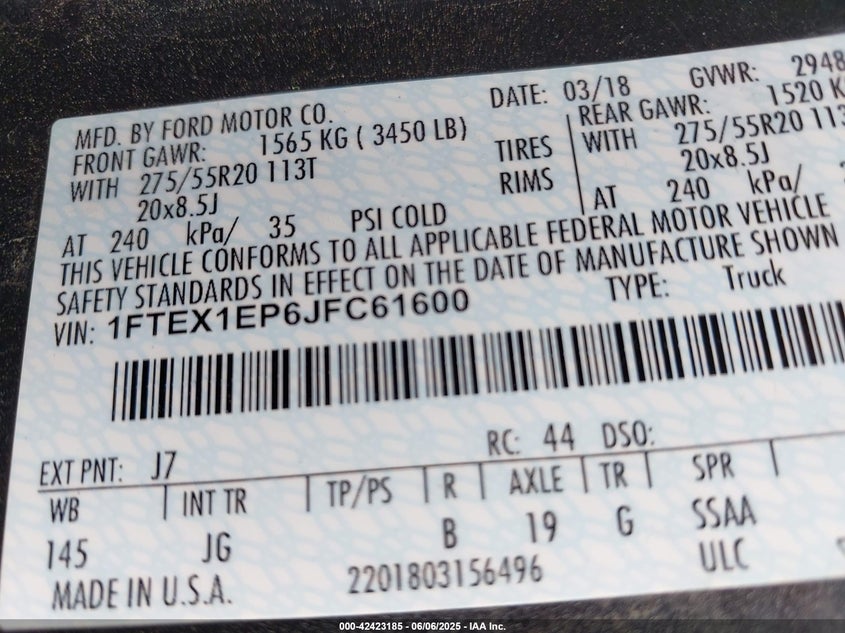 MFD. BY FORD MOTOR CO. DATE: 03/18 GVWR: 2948
FRONT GAWR: 1565 KG ( 3450 LB) REAR GAWR: 1520 K
WITH 275/55R20 113T TIRES WITH 275/55R20 113
20x8.5J RIMS 20x8.5J
AT 240 kPa/ 35 PSI COLD AT 240 kPa/
THIS VEHICLE CONFORMS TO ALL APPLICABLE FEDERAL MOTOR VEHICLE
SAFETY STANDARDS IN EFFECT ON THE DATE OF MANUFACTURE SHOWN
VIN: 1FTEX1EP6JFC61600 TYPE: Truck
EXT PNT: J7 RC: 44 DSO:
WB INT TR TP/PS R AXLE TR SPR
145 JG B 19 G SSAA
MADE IN U.S.A. 2201803156496 ULC
000-42423185 - 06/06/2025 - IAA Inc.